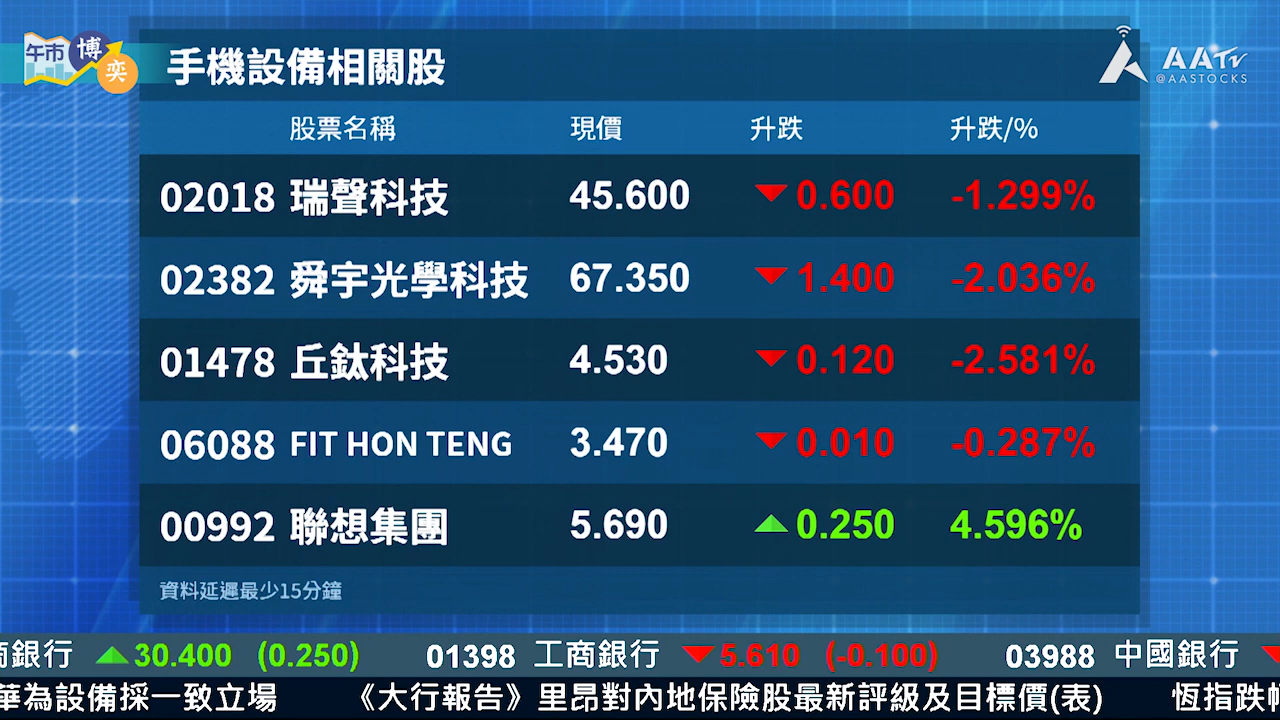 午市博奕
手機設備相關股
AATV
@AASTOCKS
股票名稱 現價 升跌 升跌/%
02018 瑞聲科技 45.600 ▼ 0.600 -1.299%
02382 舜宇光學科技 67.350 ▼ 1.400 -2.036%
01478 丘鈦科技 4.530 ▼ 0.120 -2.581%
06088 FIT HON TENG 3.470 ▼ 0.010 -0.287%
00992 聯想集團 5.690 ▲ 0.250 4.596%
資料延遲最少15分鐘
商銀行 ▲ 30.400 (0.250) 01398 工商銀行 ▼ 5.610 (-0.100) 03988 中國銀行 ▼
華為設備採一致立場 《大行報告》里昂對內地保險股最新評級及目標價(表) 恆指跌